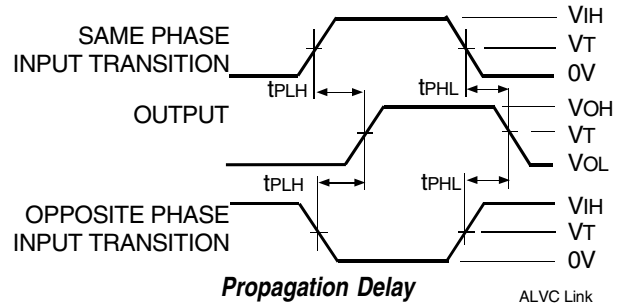 SAME PHASE
INPUT TRANSITION
VIH
VT
0V
tPLH
tPHL
OUTPUT
VOH
VT
VOL
tPLH
tPHL
OPPOSITE PHASE
INPUT TRANSITION
VIH
VT
0V
Propagation Delay
ALVC Link